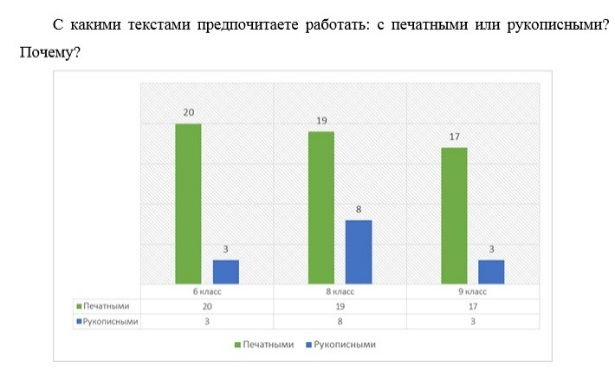 С какими текстами предпочитаете работать: с печатными или рукописными?
Почему?
20
3
19
8
17
3
6 класс 8 класс 9 класс
Печатными 20 19 17
Рукописными 3 8 3
Печатными Рукописными